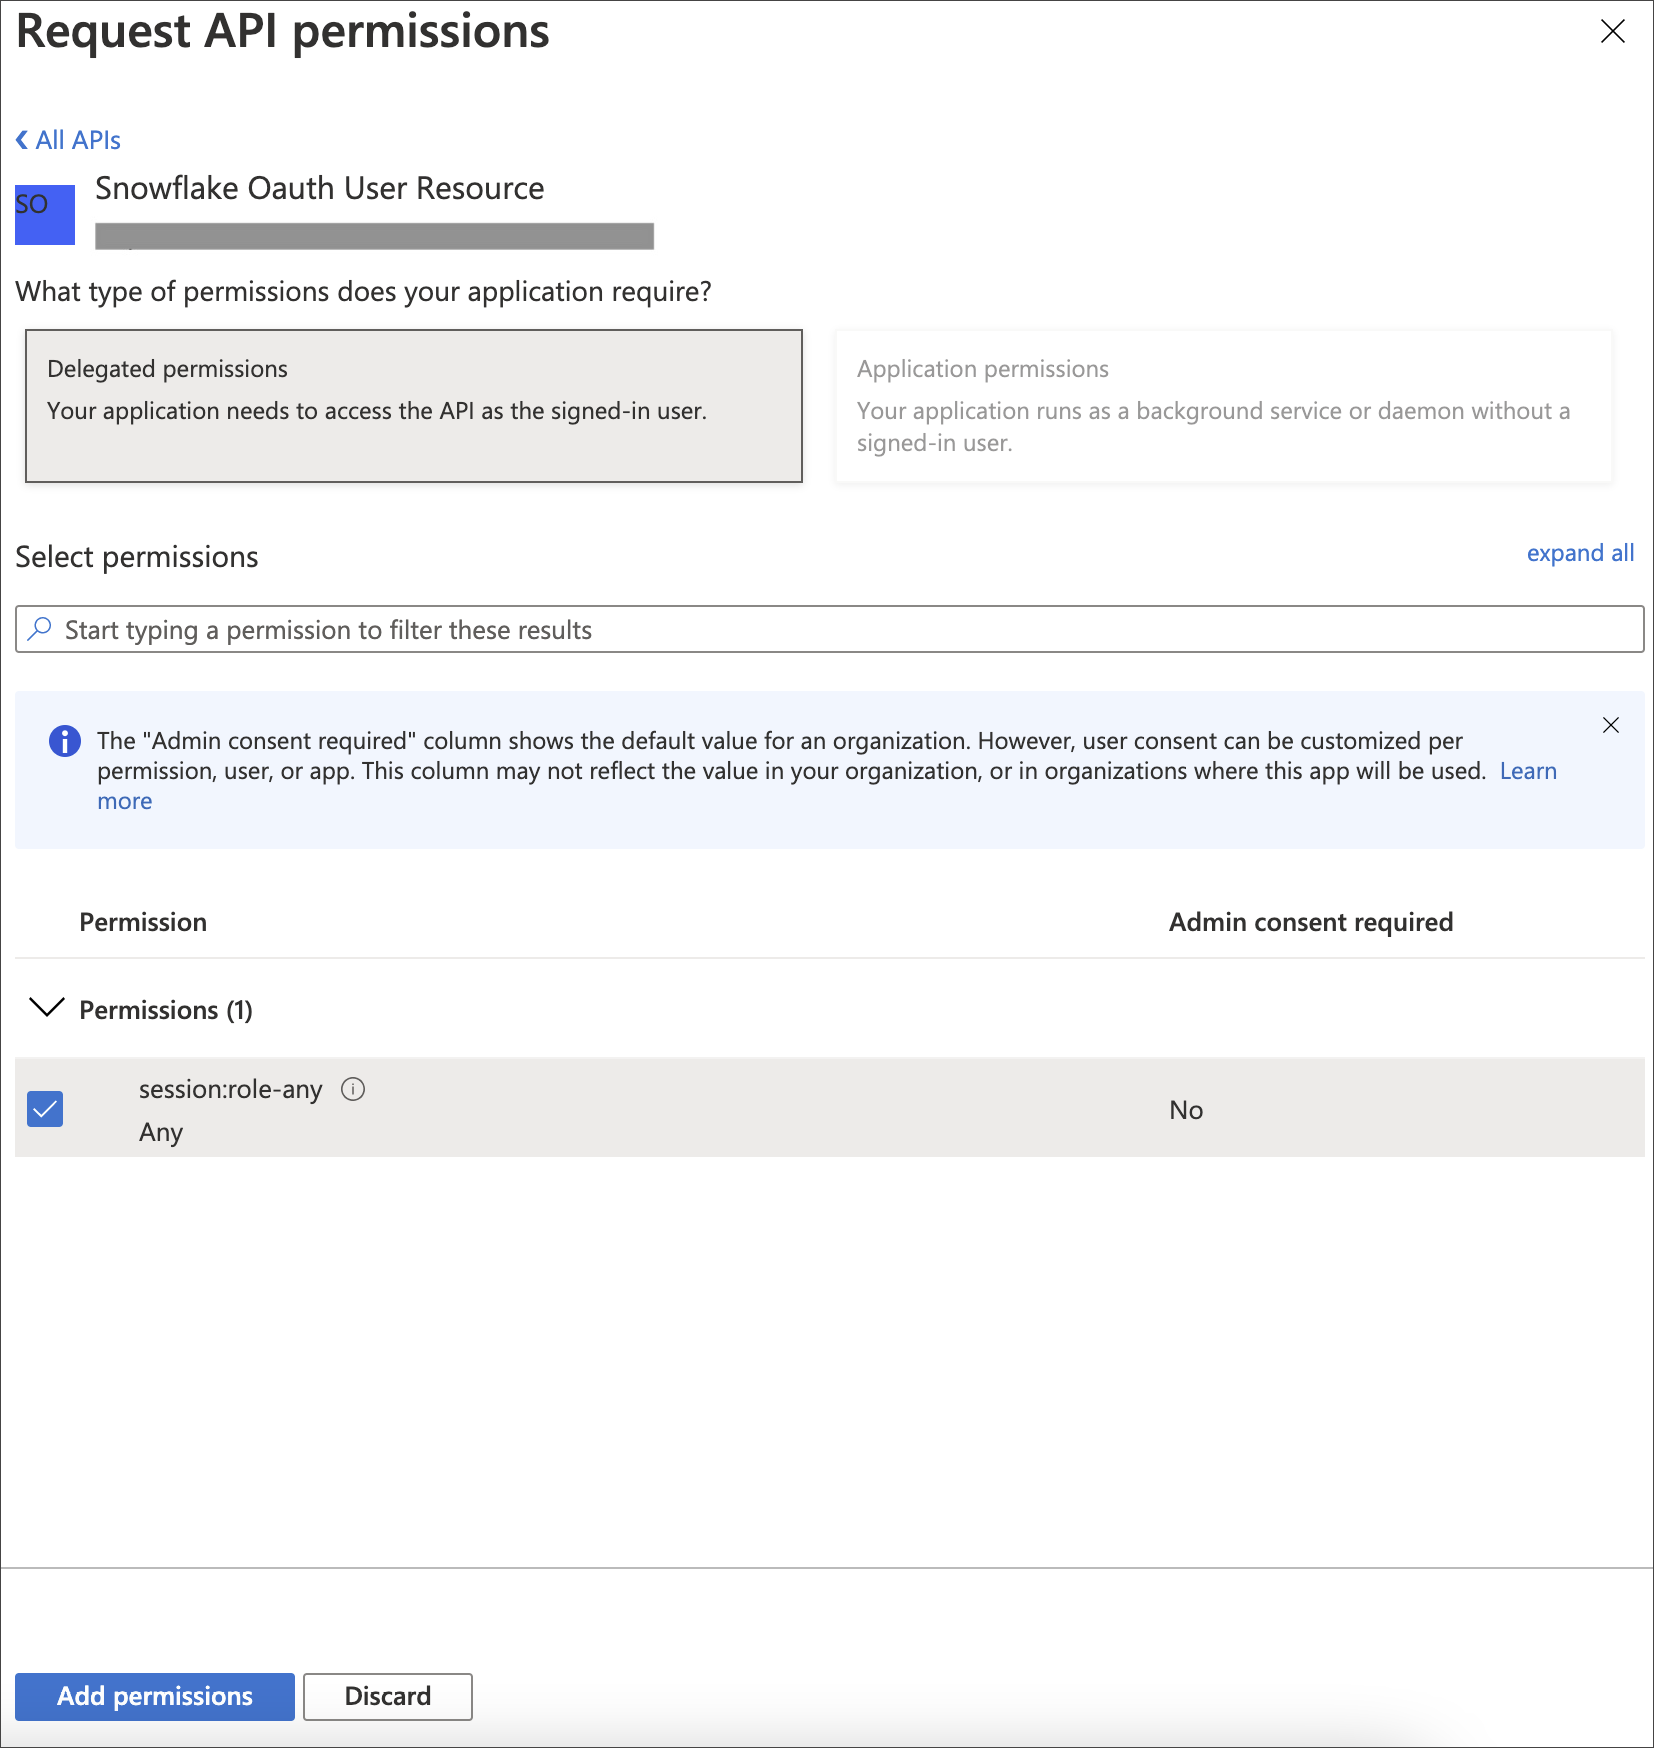 Request API permissions
All APIs
SO
Snowflake Oauth User Resource
What type of permissions does your application require?
Delegated permissions
Your application needs to access the API as the signed-in user.
Application permissions
Your application runs as a background service or daemon without a
signed-in user.
Select permissions
expand all
Start typing a permission to filter these results
The "Admin consent required" column shows the default value for an organization. However, user consent can be customized per
permission, user, or app. This column may not reflect the value in your organization, or in organizations where this app will be used. Learn
more
Permission
Admin consent required
Permissions (1)
session:role-any
Any
No
Add permissions
Discard